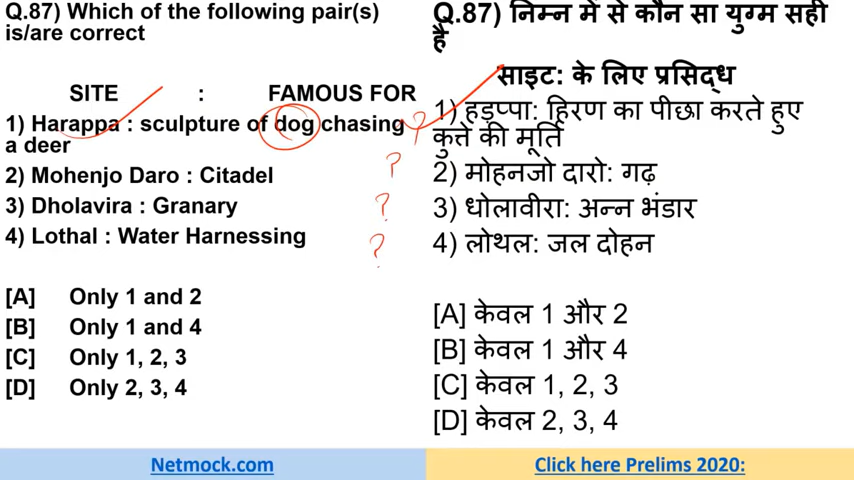 Q.87) Which of the following pair(s)
is/are correct
SITE : FAMOUS FOR
1) Harappa : sculpture of dog chasing
a deer
2) Mohenjo Daro : Citadel
3) Dholavira : Granary
4) Lothal : Water Harnessing
[A] Only 1 and 2
[B] Only 1 and 4
[C] Only 1, 2, 3
[D] Only 2, 3, 4
Q.87) निम्न में से कौन सा युग्म सही
है
साइट: के लिए प्रसिद्ध
1) हड़प्पा: हिरण का पीछा करते हुए
कुत्ते की मूर्ति
2) मोहनजो दारो: गढ़
3) धोलावीरा: अन्न भंडार
4) लोथल: जल दोहन
[A] केवल 1 और 2
[B] केवल 1 और 4
[C] केवल 1, 2, 3
[D] केवल 2, 3, 4
? 
?
?
?
Netmock.com
Click here Prelims 2020: